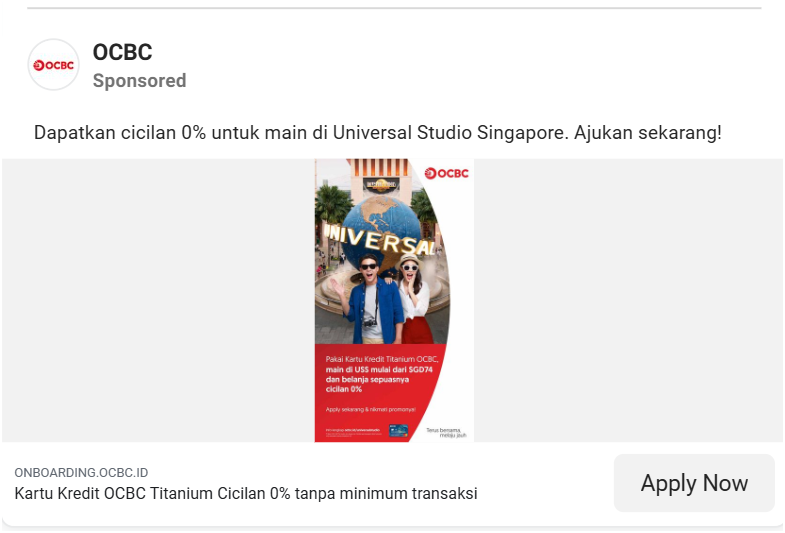 OCBC
OCBC
Sponsored
Dapatkan cicilan 0% untuk main di Universal Studio Singapore. Ajukan sekarang!
OCBC
UNIVERSAL
Pakai Kartu Kredit Titanium OCBC,
main di USS mulai dari SGD74
dan belanja sepuasnya
cicilan 0%
Apply sekarang & nikmati promonya!
Terus bersama,
melaju jauh
ONBOARDING.OCBC.ID
Kartu Kredit OCBC Titanium Cicilan 0% tanpa minimum transaksi
Apply Now